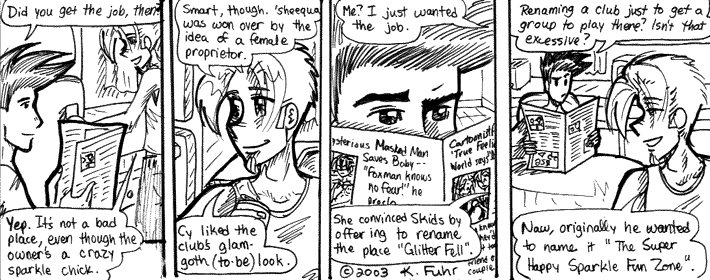 Did you get the job, then?
Yep. It's not a bad
place, even though the
owner's a crazy
sparkle chick.
Smart, though. 'sheequa
was won over by the
idea of a female
proprietor.
Cy liked the
club's glam-
goth (to-be) look.
Me? I just wanted
the job.
Masket Man
Saves Boby--
"Foxman knows
no fear!" he
Cartoonist
'True Feeli
World says
She convinced Skids by
offering to rename
the place "Glitter Fell".
©2003 K. Fuhr
Renaming a club just to get a
group to play there? Isn't that
excessive?
Naw, originally he wanted
to name it "The Super
Happy Sparkle Fun Zone".